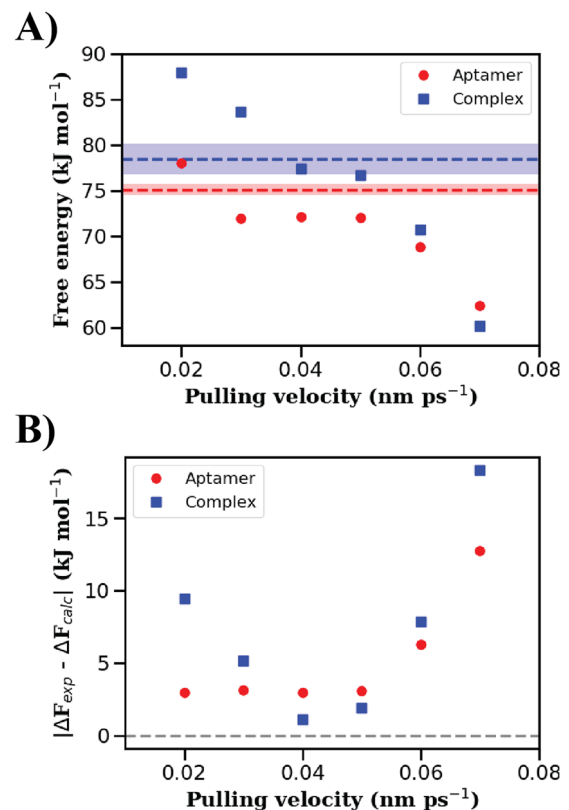 A)
90
85
80
75
70
65
60
Free energy (kJ mol⁻¹)
Aptamer
Complex
0.02 0.04 0.06 0.08
Pulling velocity (nm ps⁻¹)
B)
15
10
5
0
|ΔF_exp - ΔF_calc| (kJ mol⁻¹)
Aptamer
Complex
0.02 0.04 0.06 0.08
Pulling velocity (nm ps⁻¹)